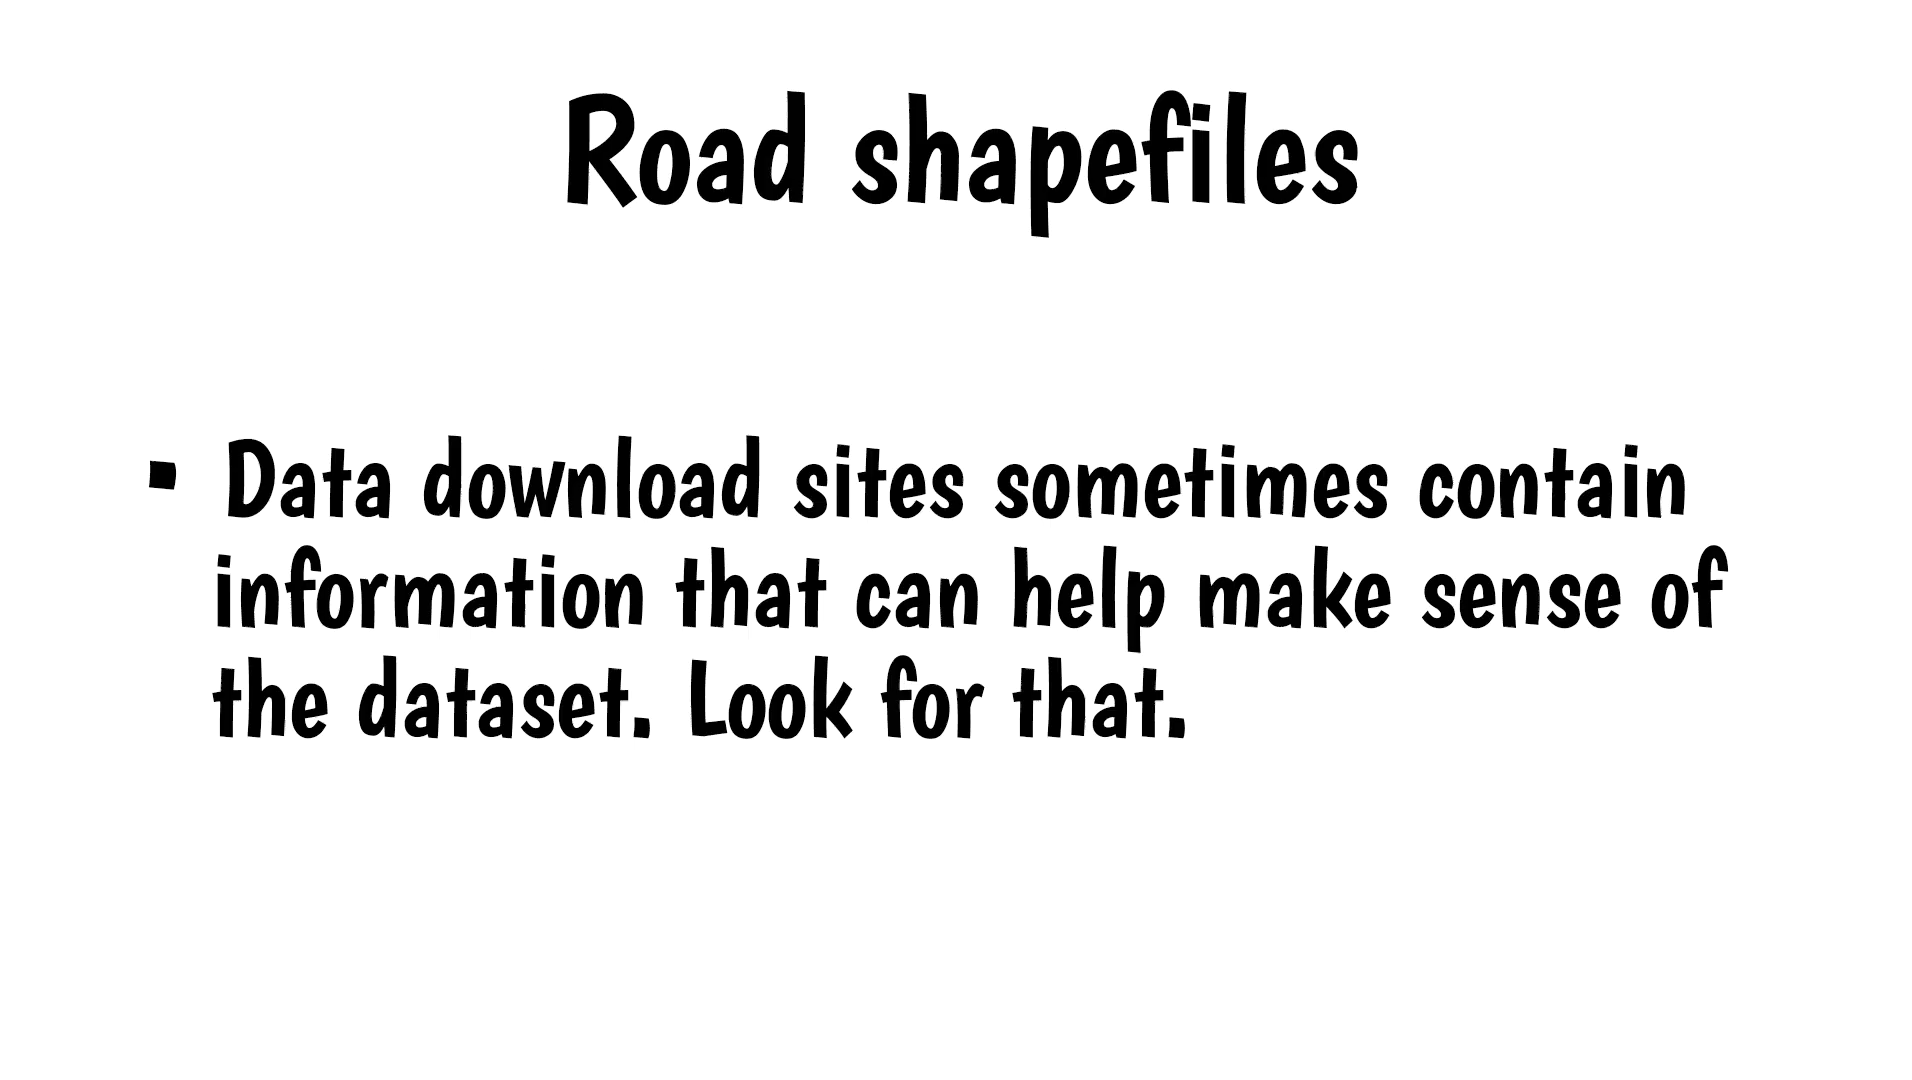 Road shapefiles
▪ Data download sites sometimes contain
information that can help make sense of
the dataset. Look for that.